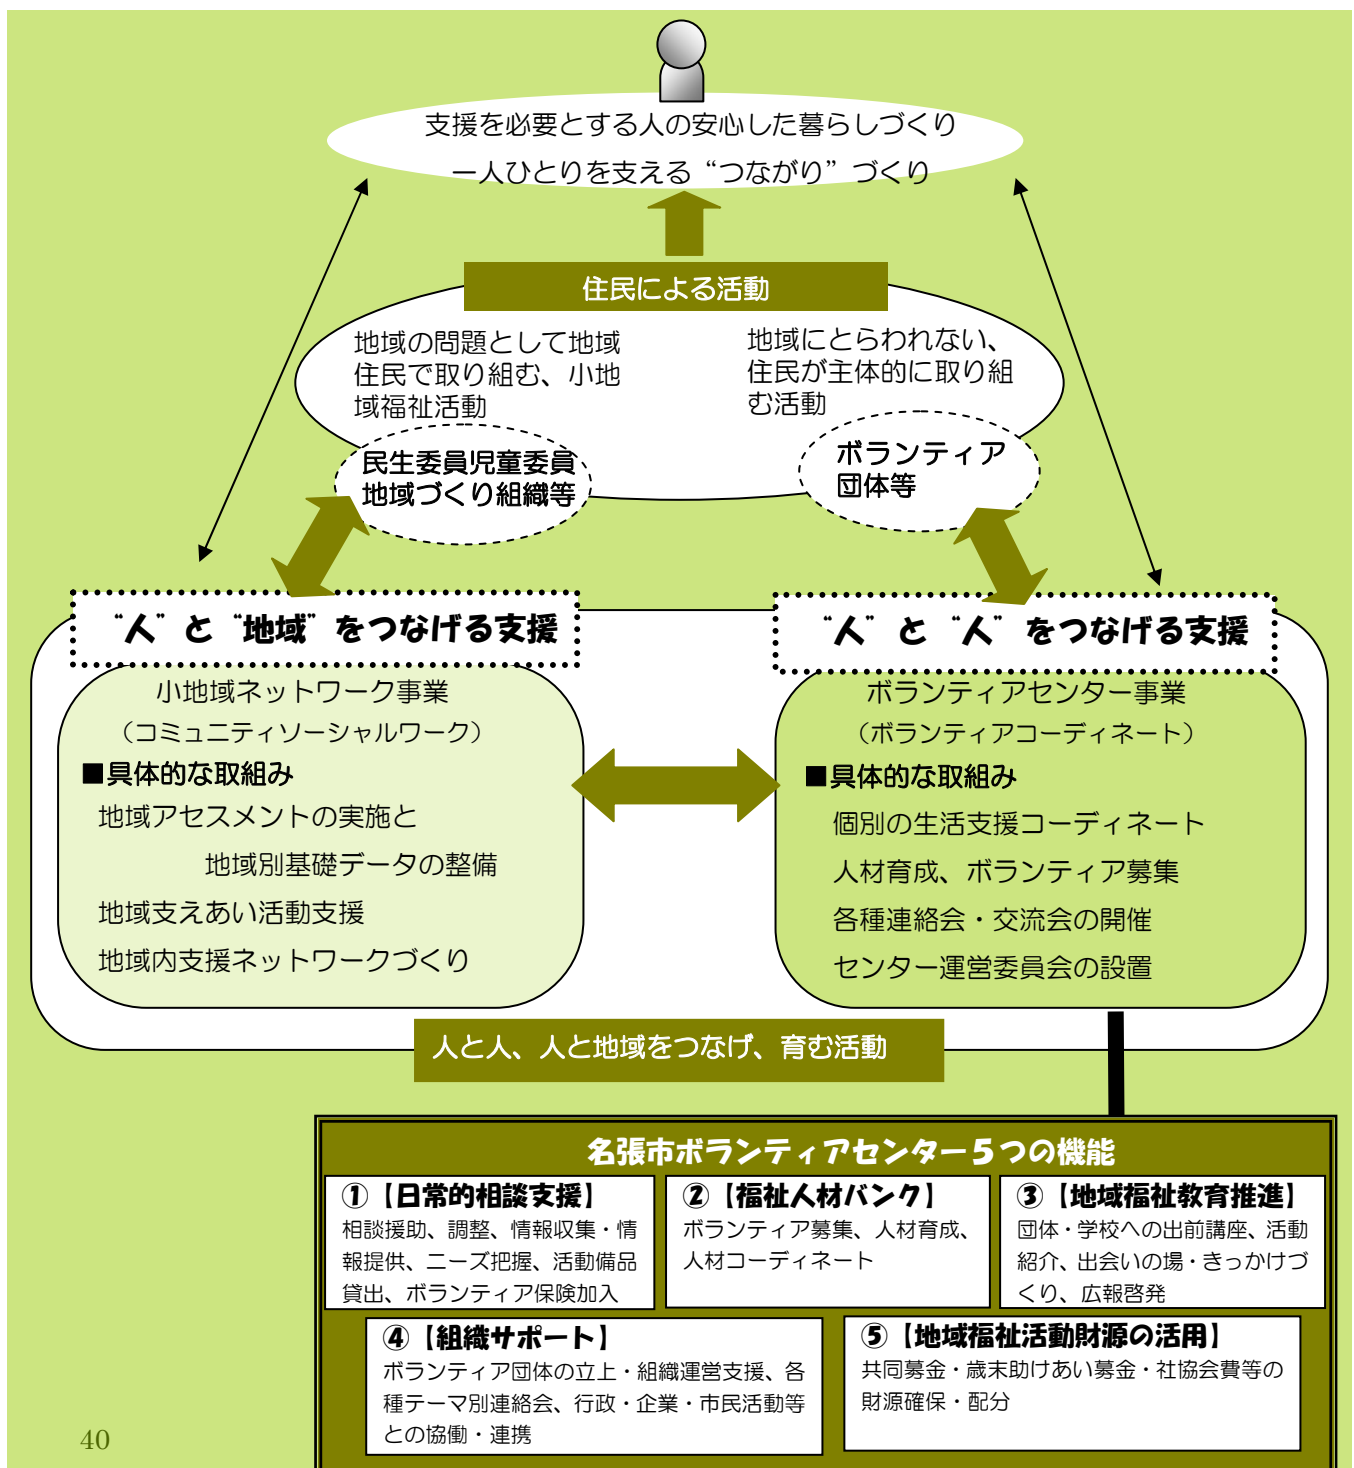 支援を必要とする人の安心した暮らしづくり
一人ひとりを支える“つながり”づくり
住民による活動
地域の問題として地域
住民で取り組む、小地
域福祉活動
地域にとらわれない、
住民が主体的に取り組
む活動
民生委員児童委員
地域づくり組織等
ボランティア
団体等
“人”と“地域”をつなげる支援
小地域ネットワーク事業
（コミュニティソーシャルワーク）
■具体的な取組み
地域アセスメントの実施と
地域別基礎データの整備
地域支えあい活動支援
地域内支援ネットワークづくり
“人”と“人”をつなげる支援
ボランティアセンター事業
（ボランティアコーディネート）
■具体的な取組み
個別の生活支援コーディネート
人材育成、ボランティア募集
各種連絡会・交流会の開催
センター運営委員会の設置
人と人、人と地域をつなげ、育む活動
名張市ボランティアセンター５つの機能
①【日常的相談支援】
相談援助、調整、情報収集・情
報提供、ニーズ把握、活動備品
貸出、ボランティア保険加入
②【福祉人材バンク】
ボランティア募集、人材育成、
人材コーディネート
③【地域福祉教育推進】
団体・学校への出前講座、活動
紹介、出会いの場・きっかけづ
くり、広報啓発
④【組織サポート】
ボランティア団体の立上・組織運営支援、各
種テーマ別連絡会、行政・企業・市民活動等
との協働・連携
⑤【地域福祉活動財源の活用】
共同募金・歳末助けあい募金・社協会費等の
財源確保・配分
40